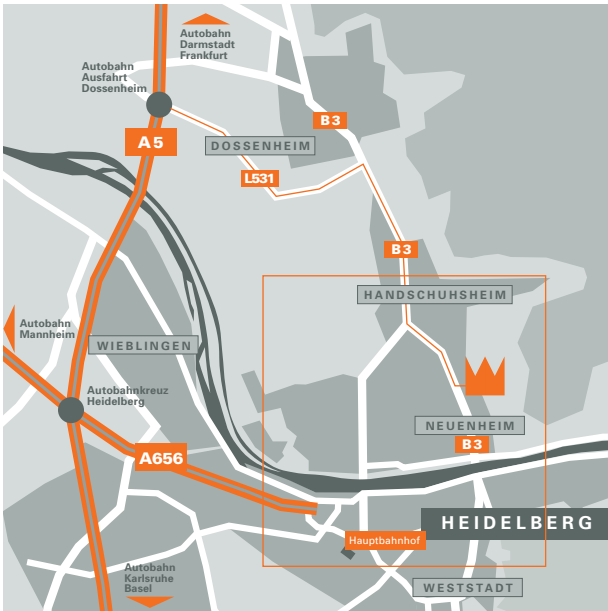 Autobahn
Darmstadt
Frankfurt
Autobahn
Ausfahrt
Dossenheim
B3
A5
DOSSENHEIM
L531
B3
HANDSCHUHSHEIM
Autobahn
Mannheim
WIEBLINGEN
Autobahnkreuz
Heidelberg
NEUENHEIM
B3
A656
HEIDELBERG
Hauptbahnhof
Autobahn
Karlsruhe
Basel
WESTSTADT